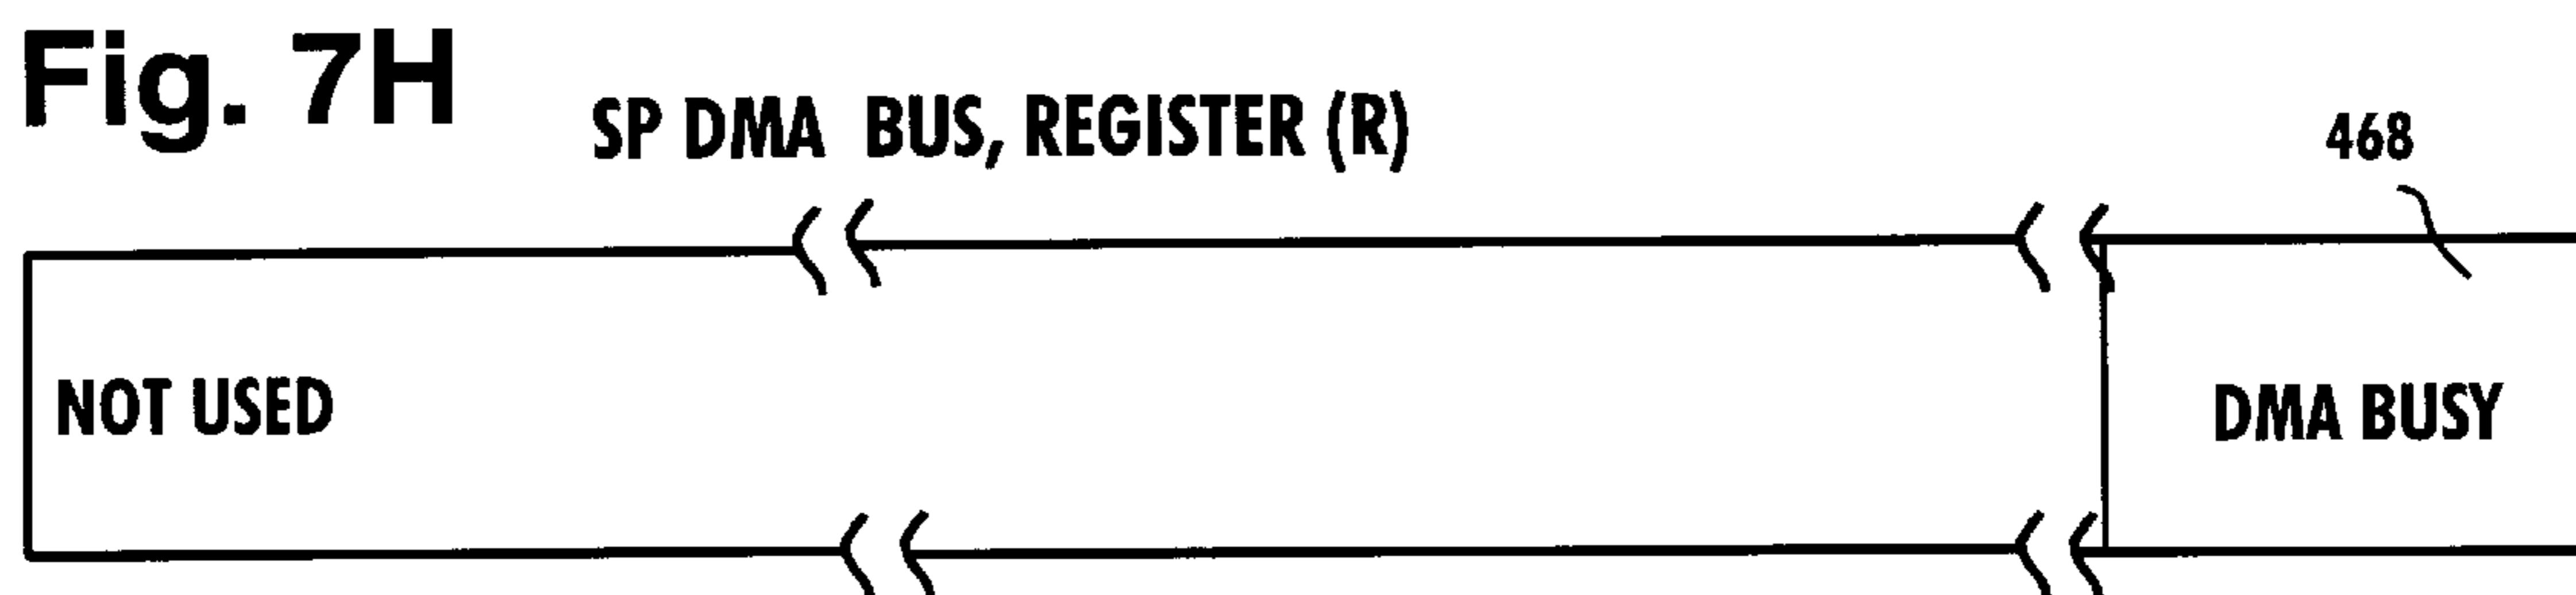 Fig. 7H
SP DMA BUS, REGISTER (R)
468
NOT USED
DMA BUSY